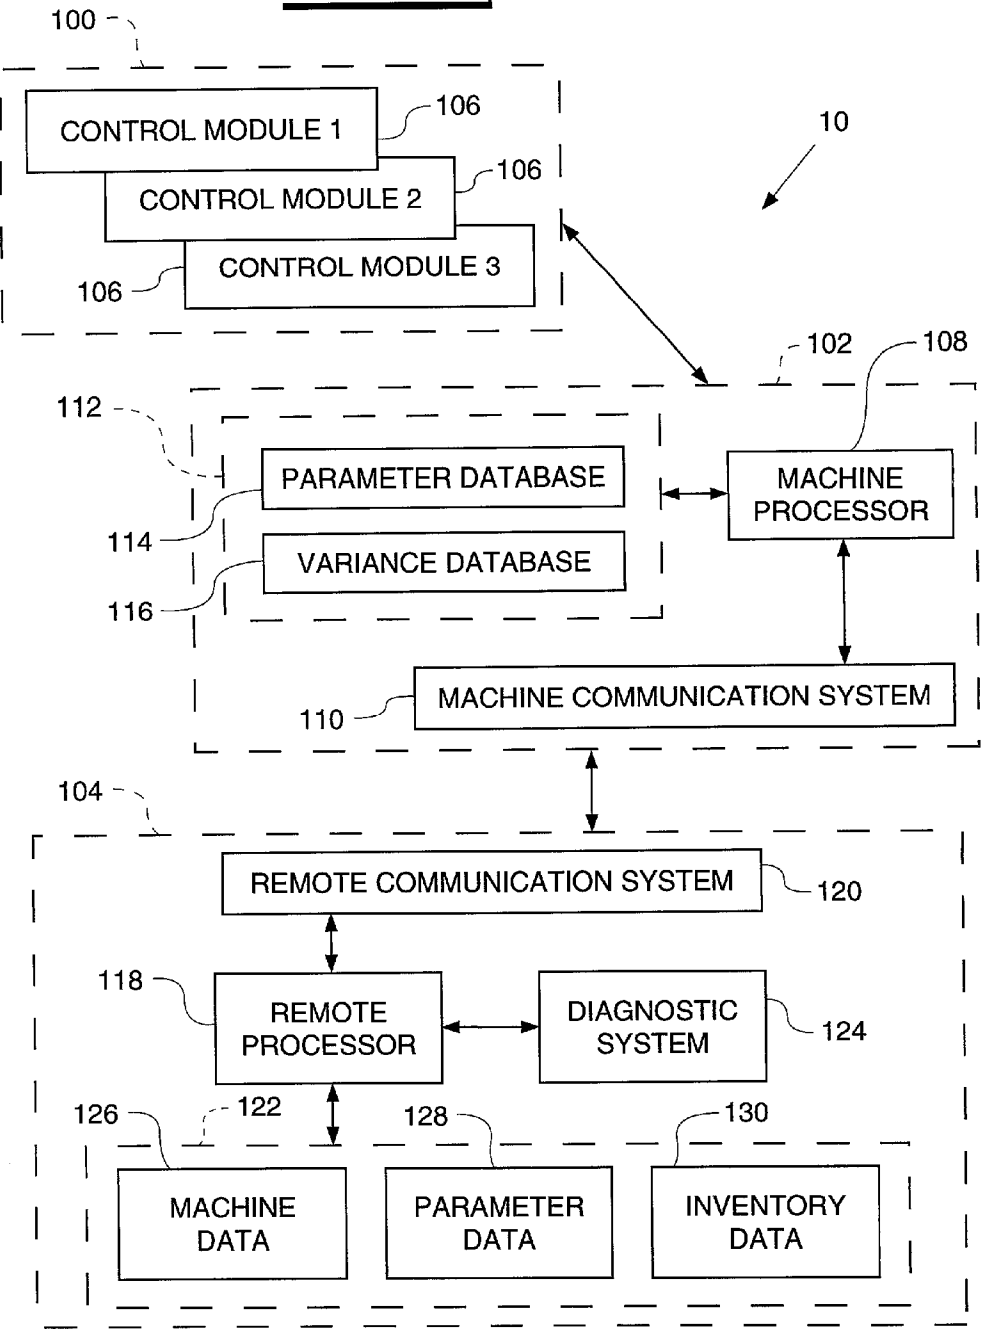 100
CONTROL MODULE 1
106
10
CONTROL MODULE 2
106
CONTROL MODULE 3
106
102
108
112
PARAMETER DATABASE
MACHINE
PROCESSOR
114
VARIANCE DATABASE
116
MACHINE COMMUNICATION SYSTEM
110
104
REMOTE COMMUNICATION SYSTEM
120
118
REMOTE
PROCESSOR
DIAGNOSTIC
SYSTEM
124
126
122
128
130
MACHINE
DATA
PARAMETER
DATA
INVENTORY
DATA